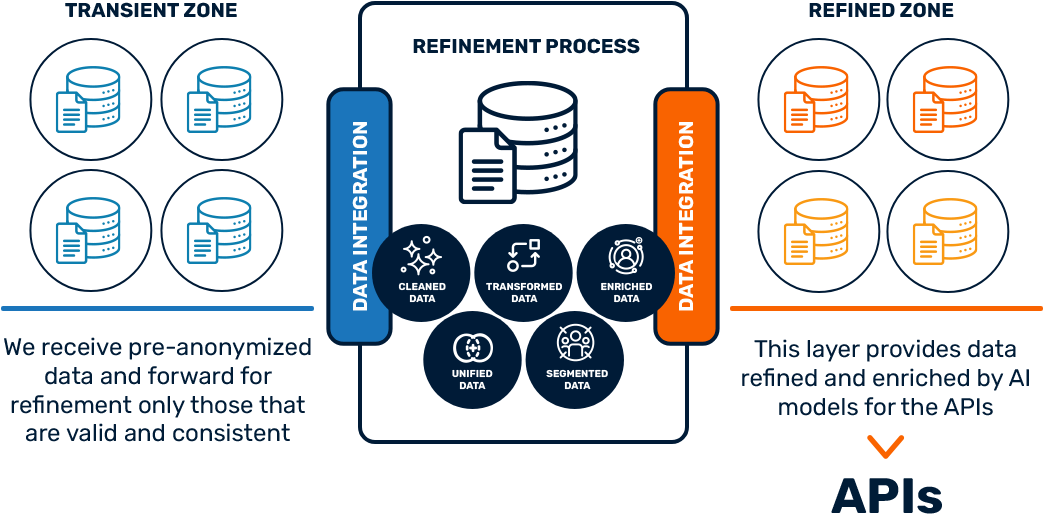 TRANSIENT ZONE
We receive pre-anonymized
data and forward for
refinement only those that
are valid and consistent
REFINEMENT PROCESS
DATA INTEGRATION
CLEANED
DATA
TRANSFORMED
DATA
ENRICHED
DATA
UNIFIED
DATA
SEGMENTED
DATA
DATA INTEGRATION
REFINED ZONE
This layer provides data
refined and enriched by AI
models for the APIs
APIs